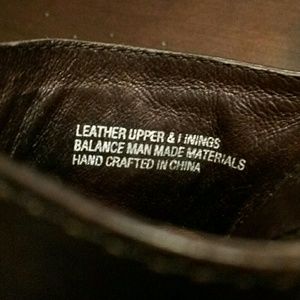 LEATHER UPPER & LININGS
BALANCE MAN MADE MATERIALS
HAND CRAFTED IN CHINA